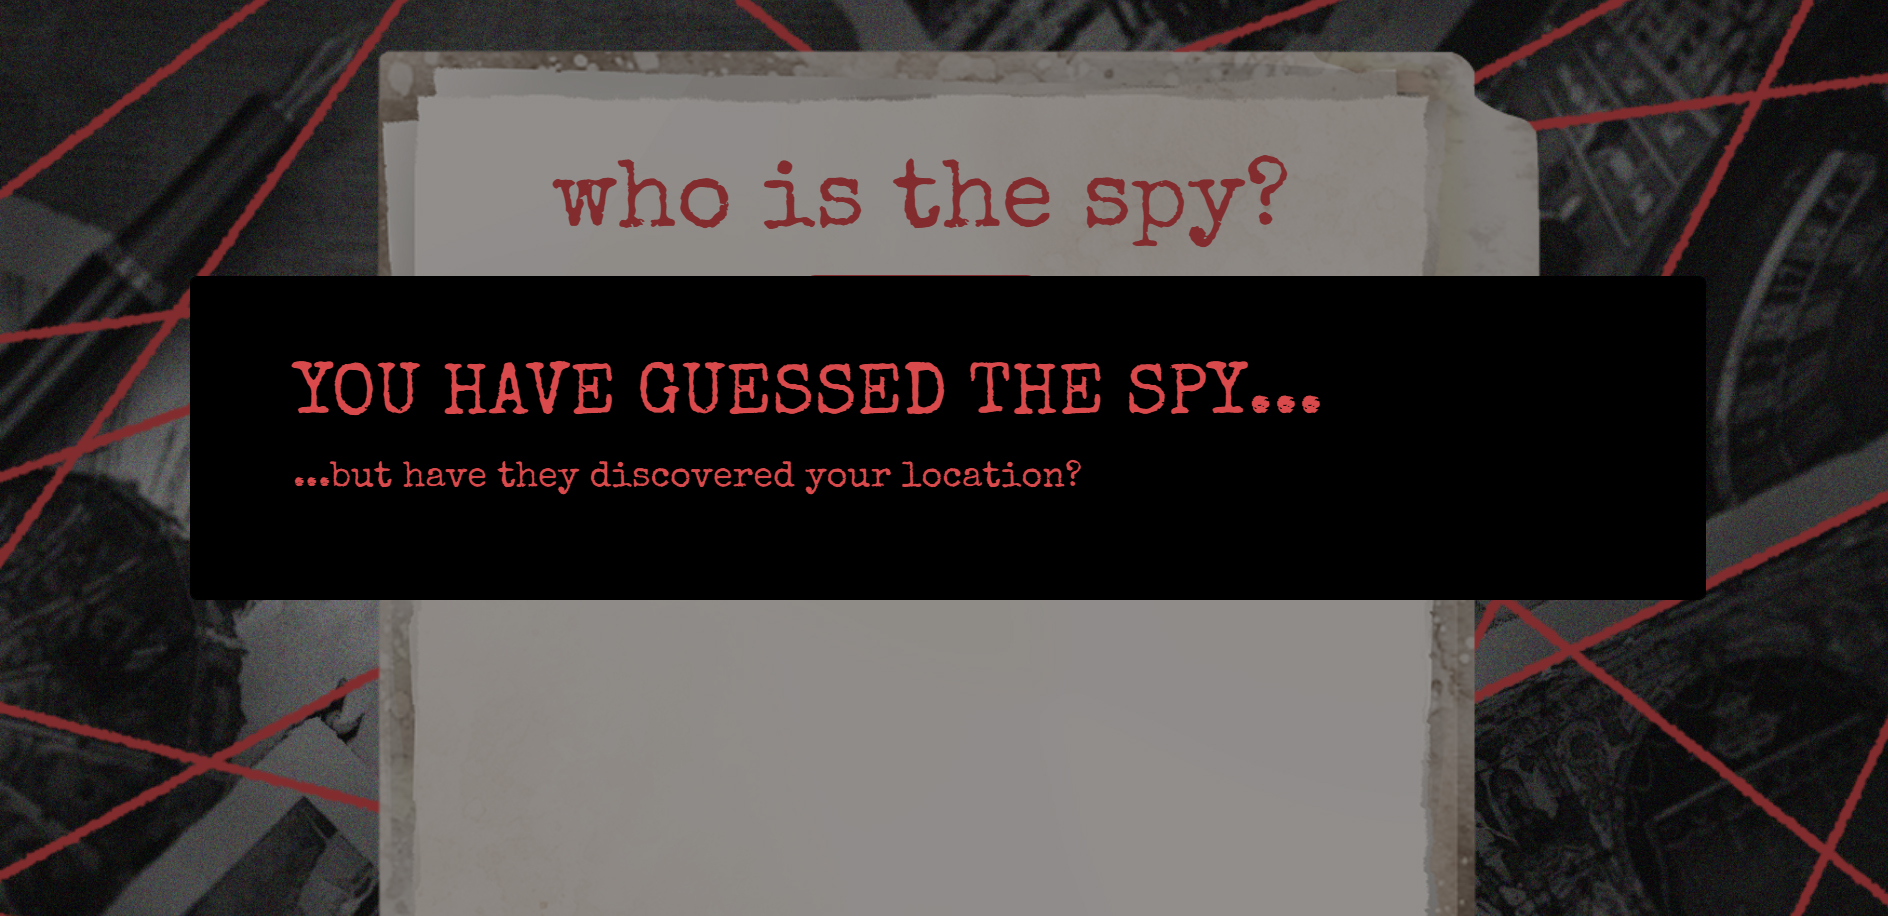 who is the spy?
YOU HAVE GUESSED THE SPY...
...but have they discovered your location?